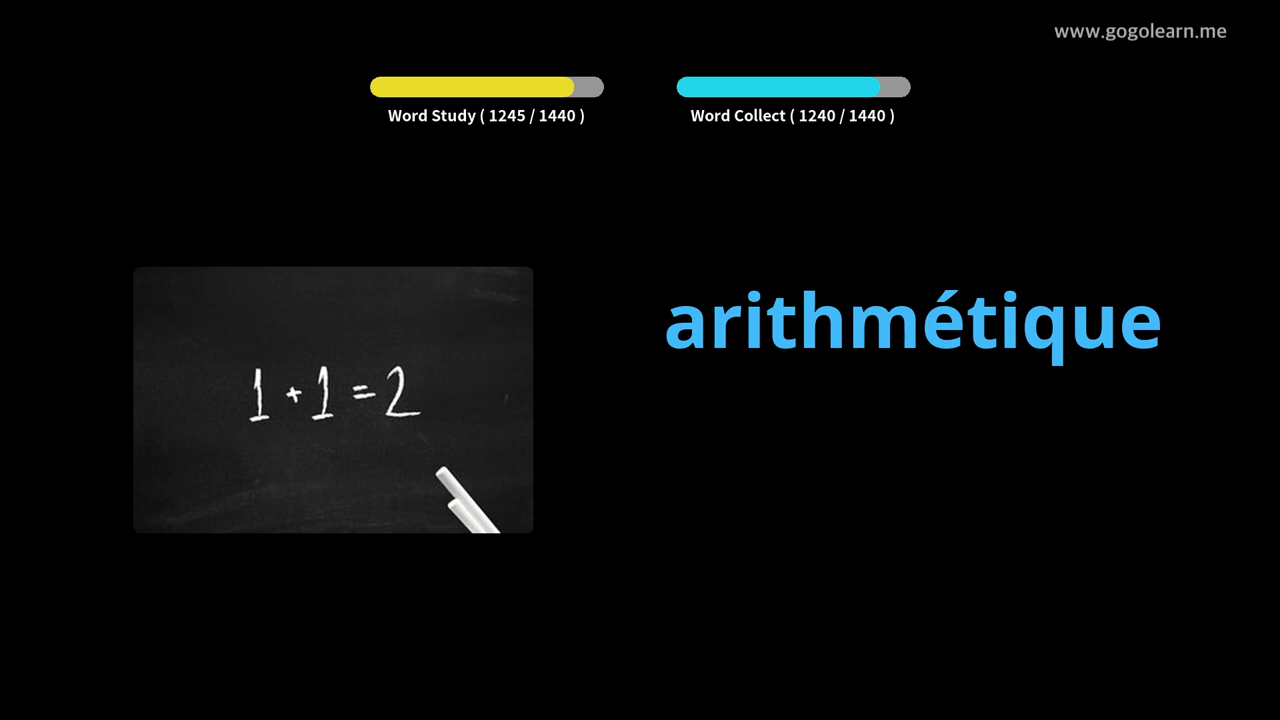 www.gogolearn.me
Word Study ( 1245 / 1440 )
Word Collect ( 1240 / 1440 )
arithmétique
1 + 1 = 2